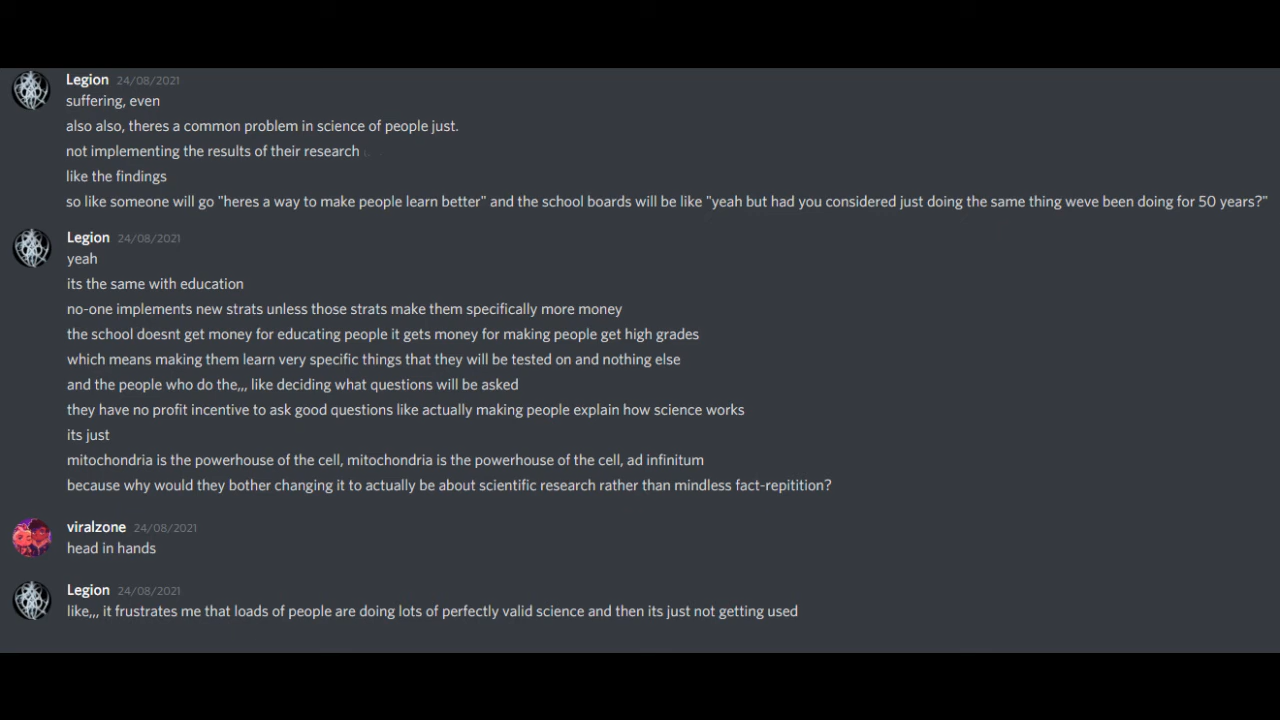 Legion 24/08/2021
suffering, even
also also, theres a common problem in science of people just.
not implementing the results of their research
like the findings
so like someone will go "heres a way to make people learn better" and the school boards will be like "yeah but had you considered just doing the same thing weve been doing for 50 years?"
Legion 24/08/2021
yeah
its the same with education
no-one implements new strats unless those strats make them specifically more money
the school doesnt get money for educating people it gets money for making people get high grades
which means making them learn very specific things that they will be tested on and nothing else
and the people who do the,,, like deciding what questions will be asked
they have no profit incentive to ask good questions like actually making people explain how science works
its just
mitochondria is the powerhouse of the cell, mitochondria is the powerhouse of the cell, ad infinitum
because why would they bother changing it to actually be about scientific research rather than mindless fact-repitition?
viralzone 24/08/2021
head in hands
Legion 24/08/2021
like,,, it frustrates me that loads of people are doing lots of perfectly valid science and then its just not getting used